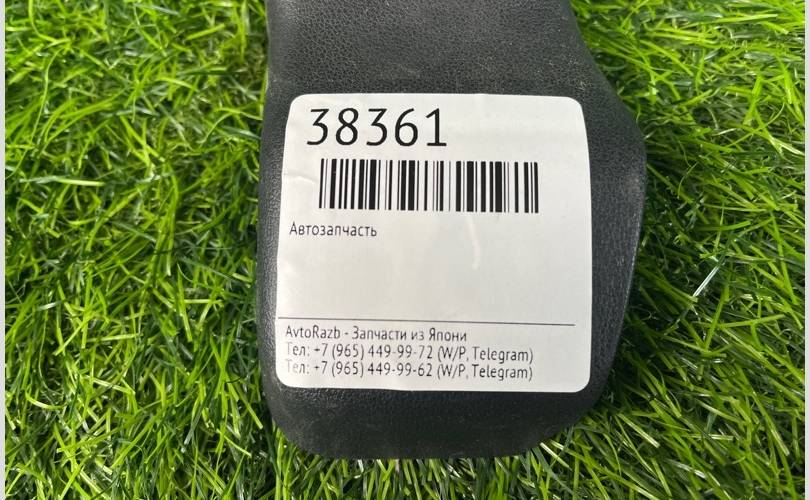 38361
Автозапчасть
AvtoRazb - Запчасти из Япони
Тел: +7 (965) 449-99-72 (W/P, Telegram)
Тел: +7 (965) 449-99-62 (W/P, Telegram)